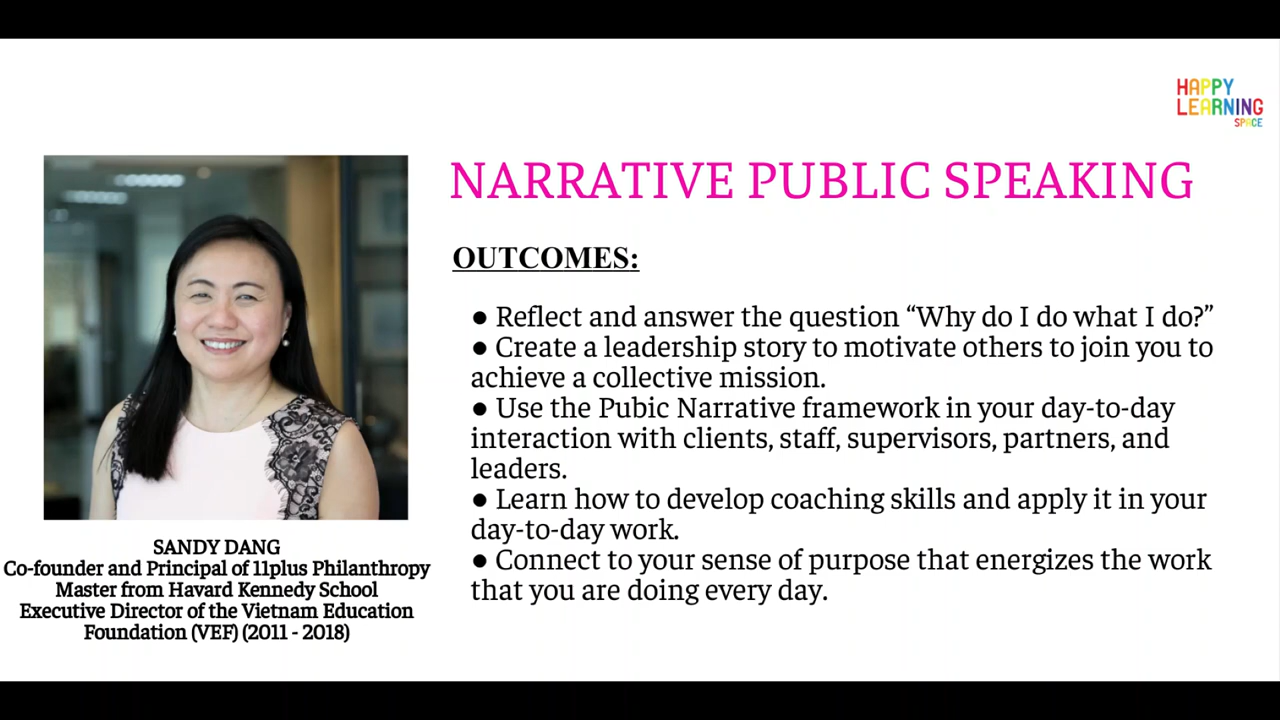 HAPPY
LEARNING
SPACE
NARRATIVE PUBLIC SPEAKING
OUTCOMES:
● Reflect and answer the question “Why do I do what I do?”
● Create a leadership story to motivate others to join you to
achieve a collective mission.
● Use the Pubic Narrative framework in your day-to-day
interaction with clients, staff, supervisors, partners, and
leaders.
● Learn how to develop coaching skills and apply it in your
day-to-day work.
● Connect to your sense of purpose that energizes the work
that you are doing every day.
SANDY DANG
Co-founder and Principal of 11plus Philanthropy
Master from Havard Kennedy School
Executive Director of the Vietnam Education
Foundation (VEF) (2011 - 2018)